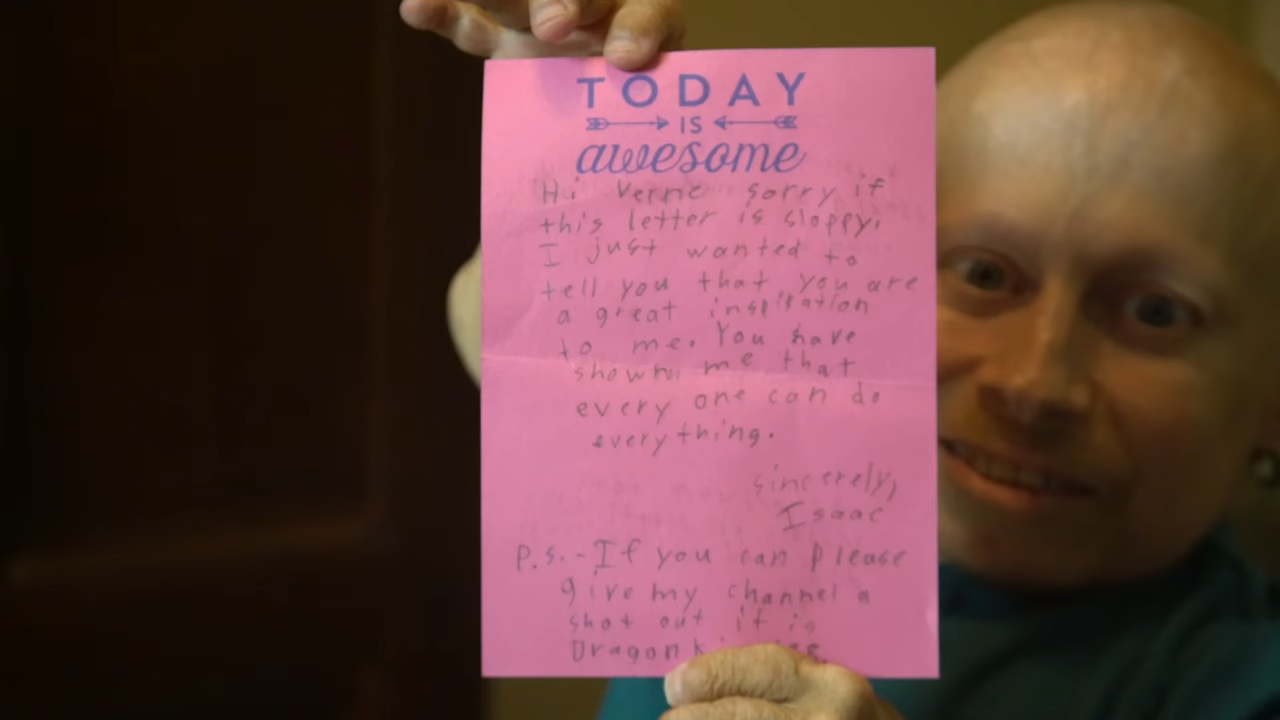 TODAY
IS
awesome
Hi Verne sorry if
this letter is sloppy.
I just wanted to
tell you that you are
a great inspiration
to me. You have
shown me that
every one can do
everything.
sincerely,
Isaac
P.S.-If you can please
give my channel a
shot out it is